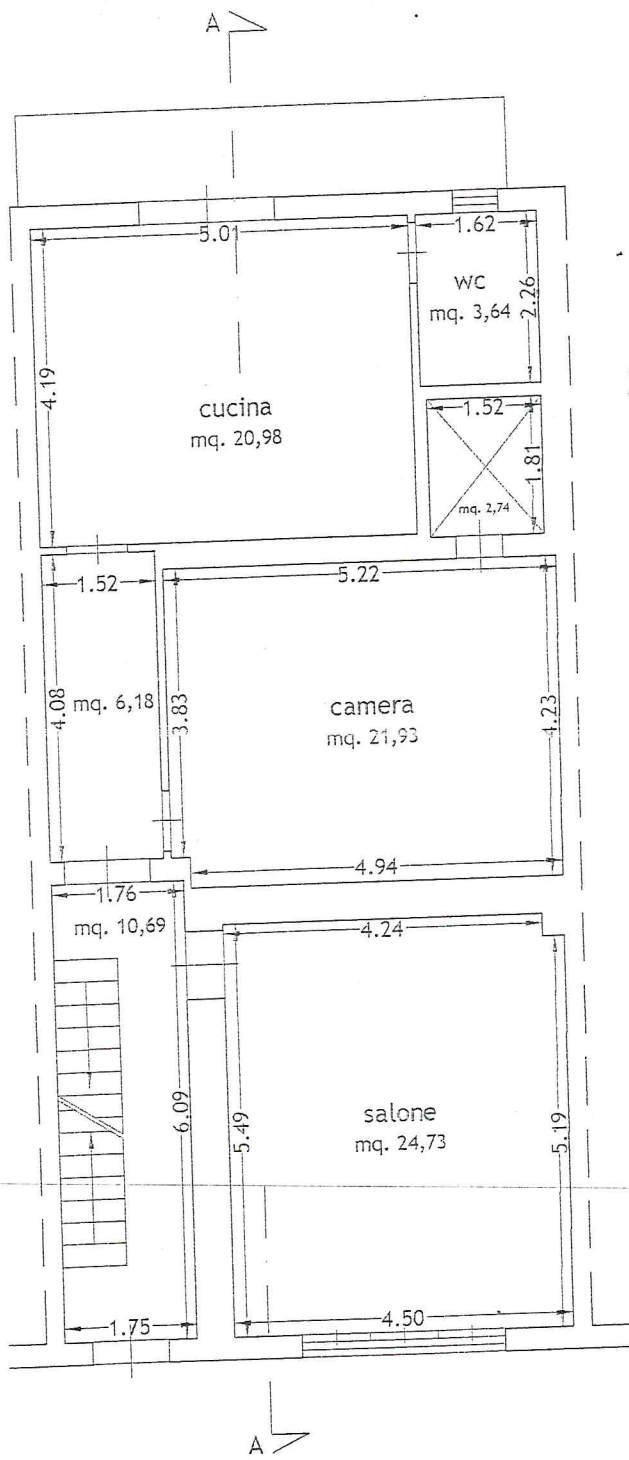 A
5.01
1.62
wc
mq. 3,64
2.26
4.19
cucina
mq. 20,98
1.52
1.81
mq. 2,74
1.52
5.22
4.08
mq. 6,18
3.83
camera
mq. 21,93
4.23
4.94
1.76
mq. 10,69
4.24
6.09
5.49
salone
mq. 24,73
5.19
1.75
4.50
A